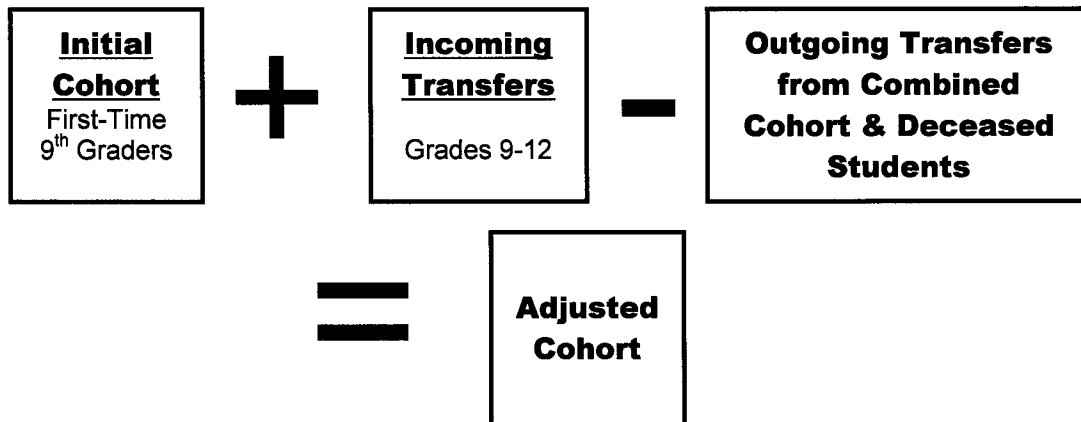 Initial
Cohort
First-Time
9th Graders
+
Incoming
Transfers
Grades 9-12
-
Outgoing Transfers
from Combined
Cohort & Deceased
Students
=
Adjusted
Cohort